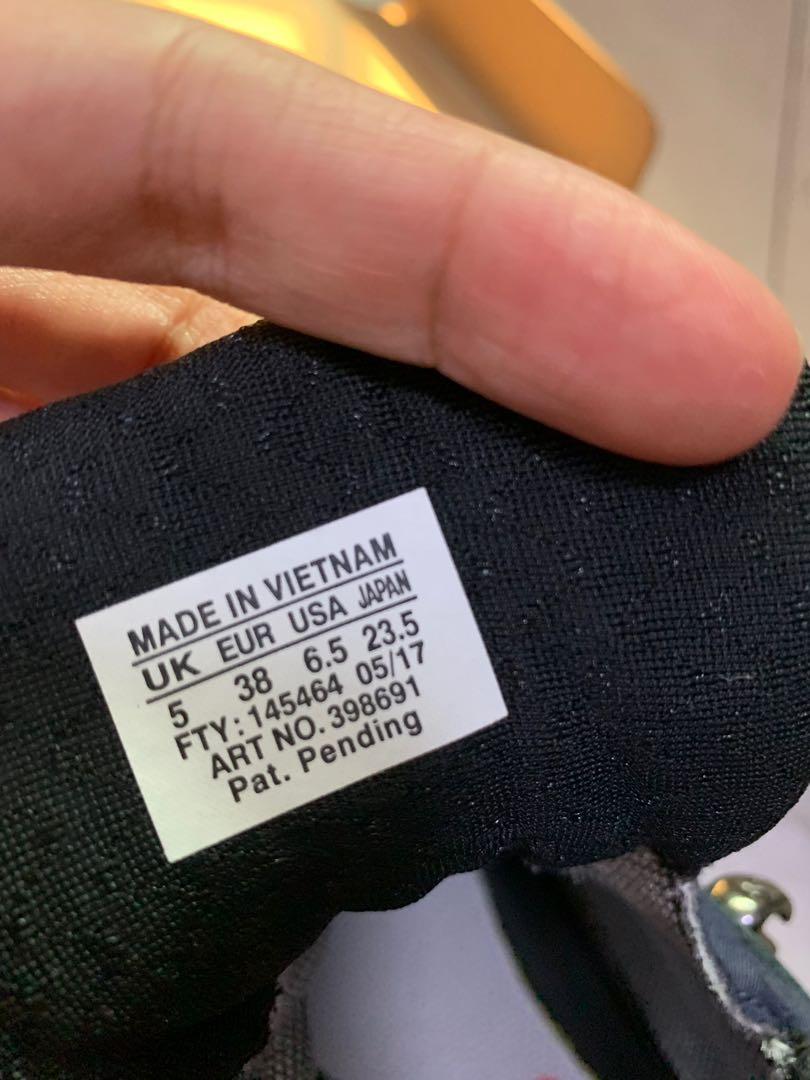 MADE IN VIETNAM
UK EUR USA JAPAN
5 38 6.5 23.5
FTY: 145464 05/17
ART NO. 398691
Pat. Pending